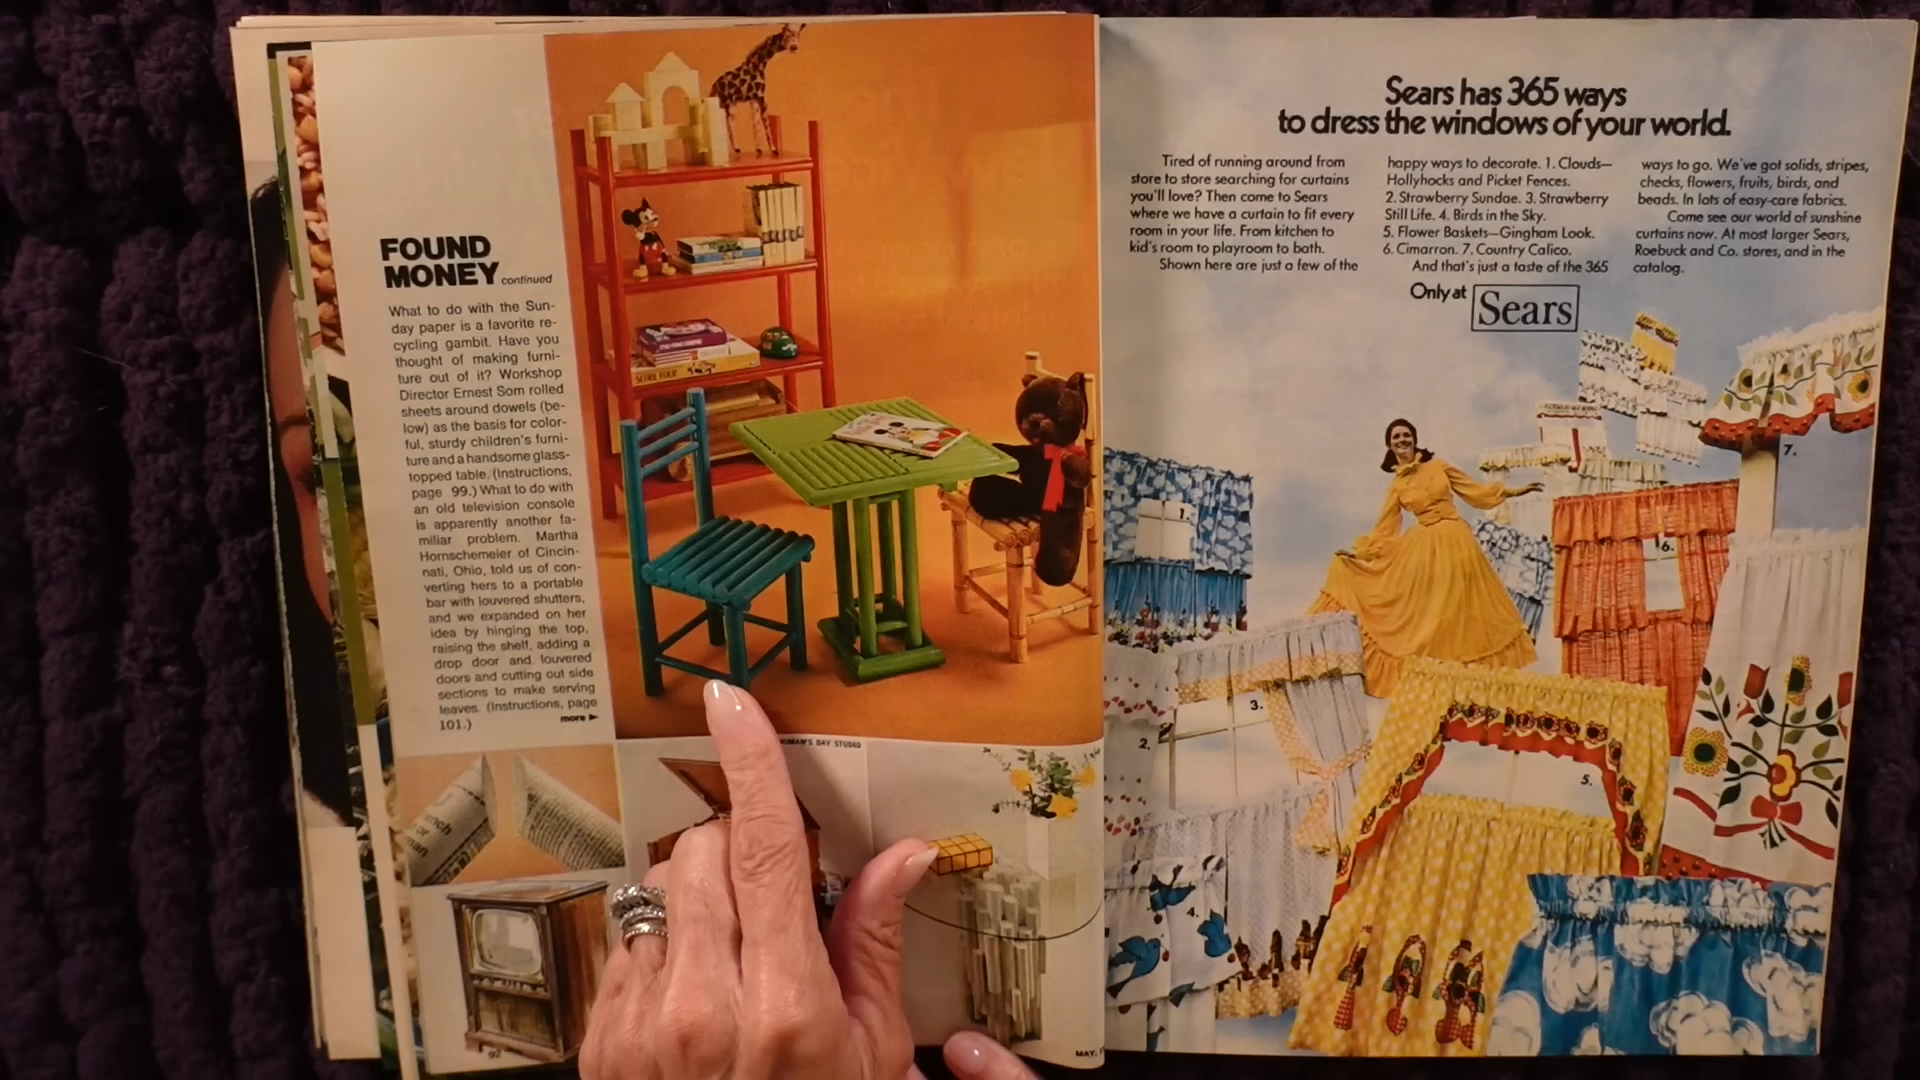 FOUND
MONEY continued
What to do with the Sun-
day paper is a favorite re-
cycling gambit. Have you
thought of making furni-
ture out of it? Workshop
Director Ernest Som rolled
sheets around dowels (be-
low) as the basis for color-
ful, sturdy children's furni-
ture and a handsome glass-
topped table. (Instructions,
page 99.) What to do with
an old television console
is apparently another fa-
miliar problem. Martha
Hornschemeier of Cincin-
nati, Ohio, told us of con-
verting hers to a portable
bar with louvered shutters,
and we expanded on her
idea by hinging the top,
raising the shelf, adding a
drop door and louvered
doors and cutting out side
sections to make serving
leaves. (Instructions, page
101.)
more ►
SCORE FOUR
WOMAN'S DAY STUDIO
92
MAY,
Sears has 365 ways
to dress the windows of your world.
Tired of running around from
store to store searching for curtains
you'll love? Then come to Sears
where we have a curtain to fit every
room in your life. From kitchen to
kid's room to playroom to bath.
Shown here are just a few of the
happy ways to decorate. 1. Clouds—
Hollyhocks and Picket Fences.
2. Strawberry Sundae. 3. Strawberry
Still Life. 4. Birds in the Sky.
5. Flower Baskets—Gingham Look.
6. Cimarron. 7. Country Calico.
And that's just a taste of the 365
ways to go. We've got solids, stripes,
checks, flowers, fruits, birds, and
beads. In lots of easy-care fabrics.
Come see our world of sunshine
curtains now. At most larger Sears,
Roebuck and Co. stores, and in the
catalog.
Only at Sears
7.
1.
6.
3.
2.
5.
4.